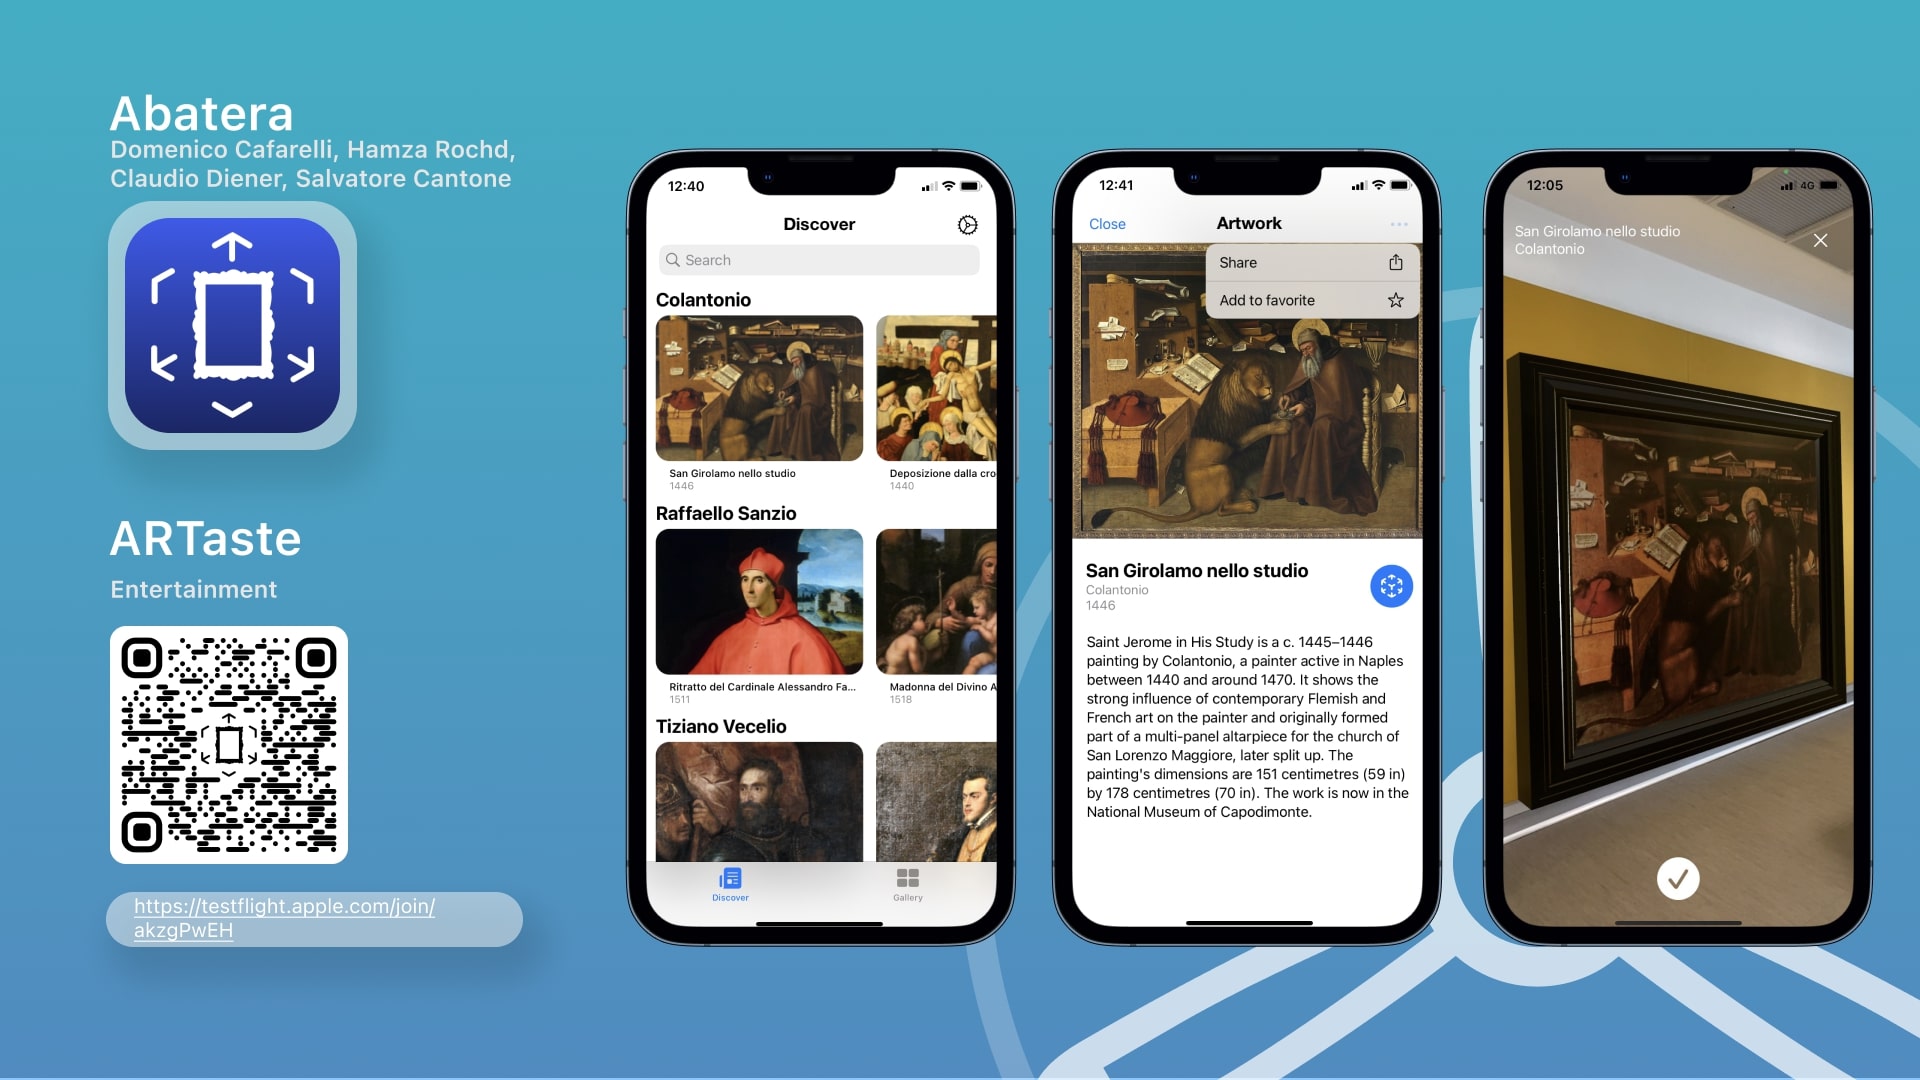 Abatera
Domenico Cafarelli, Hamza Rochd,
Claudio Diener, Salvatore Cantone
ARTaste
Entertainment
https://testflight.apple.com/join/
akzgPwEH
12:40
Discover
Search
Colantonio
San Girolamo nello studio
1446
Deposizione dalla cro
1440
Raffaello Sanzio
Ritratto del Cardinale Alessandro Fa...
1511
Madonna del Divino A
1518
Tiziano Vecelio
Discover
Gallery
12:41
Close
Artwork
Share
Add to favorite
San Girolamo nello studio
Colantonio
1446
Saint Jerome in His Study is a c. 1445–1446
painting by Colantonio, a painter active in Naples
between 1440 and around 1470. It shows the
strong influence of contemporary Flemish and
French art on the painter and originally formed
part of a multi-panel altarpiece for the church of
San Lorenzo Maggiore, later split up. The
painting's dimensions are 151 centimetres (59 in)
by 178 centimetres (70 in). The work is now in the
National Museum of Capodimonte.
12:05
4G
San Girolamo nello studio
Colantonio